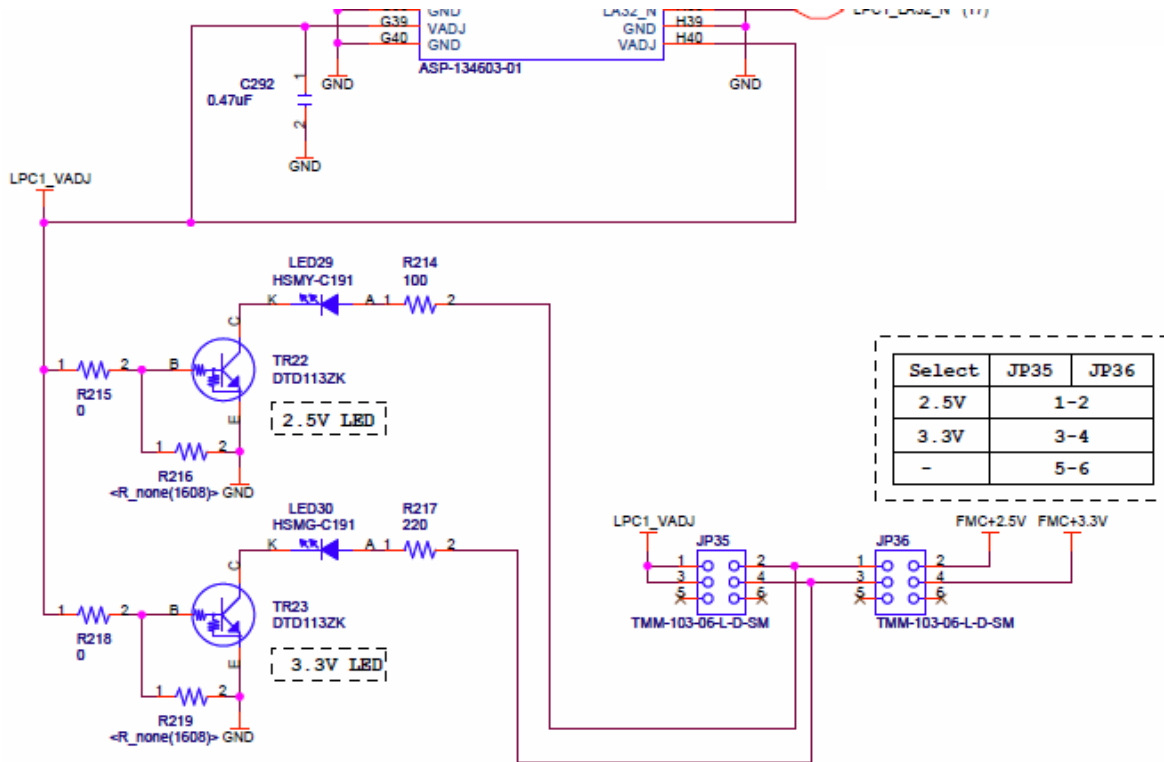 GND
LA32_N
LPC1_LA32_N (17)
G39 VADJ GND H39
G40 GND VADJ H40
ASP-134603-01
GND
GND
C292
0.47uF
1
2
GND
LPC1_VADJ
LED29
HSMY-C191
R214
100
K A 1 2
C
1 2 B
R215
0
TR22
DTD113ZK
E
2.5V LED
1 2
R216
<R_none(1608)>
GND
LED30
HSMG-C191
R217
220
K A 1 2
C
1 2 B
R218
0
TR23
DTD113ZK
E
3.3V LED
1 2
R219
<R_none(1608)>
GND
Select JP35 JP36
2.5V 1-2
3.3V 3-4
- 5-6
LPC1_VADJ
FMC+2.5V FMC+3.3V
JP35
JP36
1 2 1 2
3 4 3 4
5 6 5 6
TMM-103-06-L-D-SM
TMM-103-06-L-D-SM